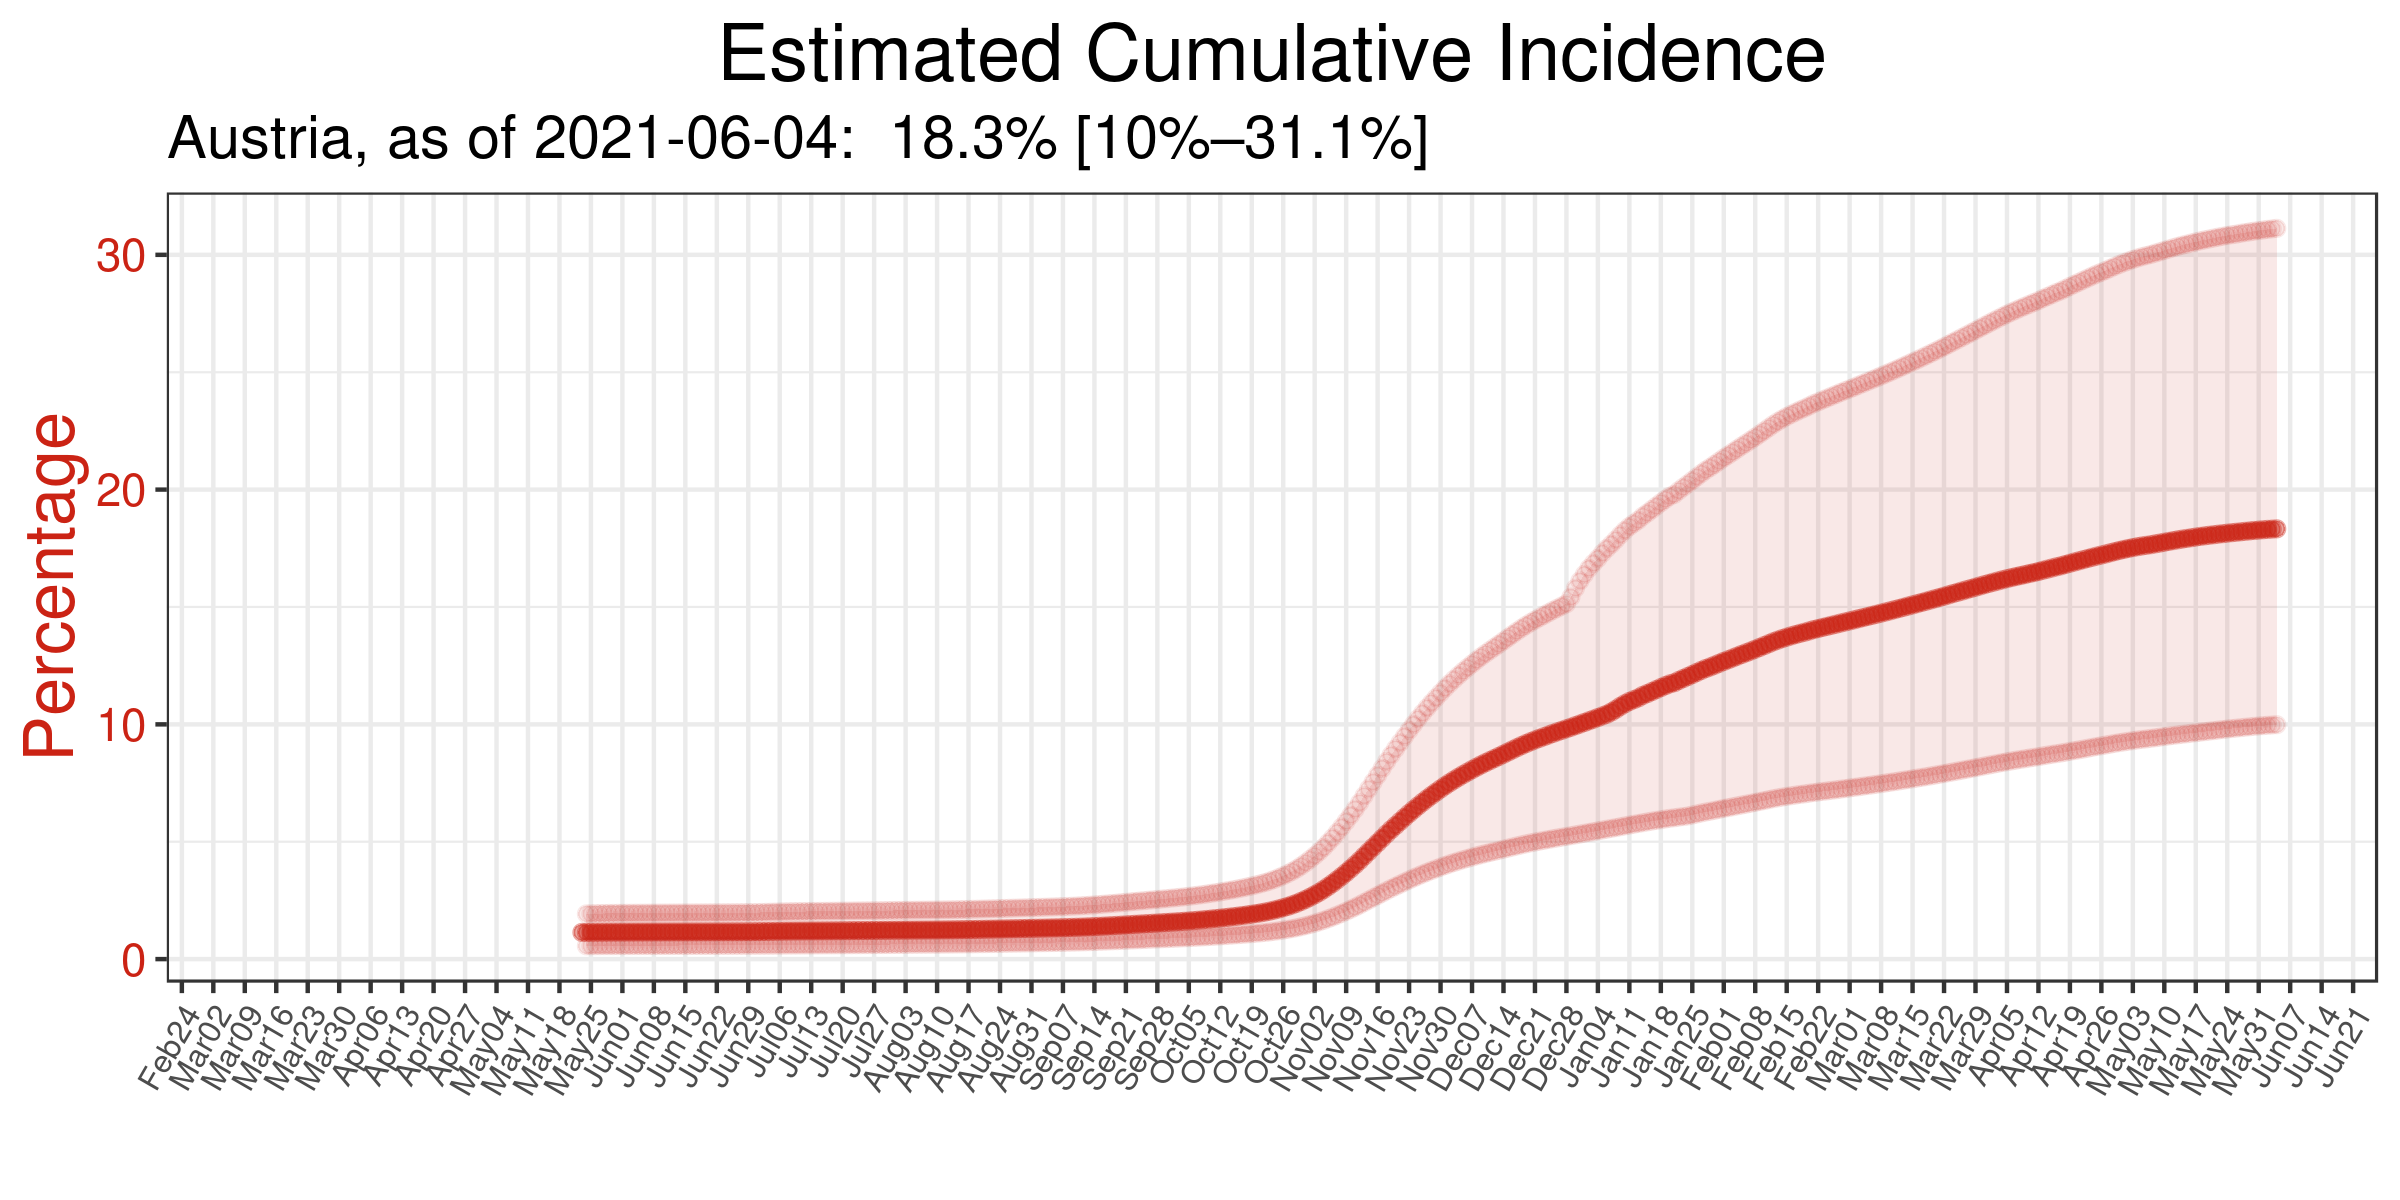 Estimated Cumulative Incidence
Austria, as of 2021-06-04:  18.3% [10%–31.1%]
Percentage
30
20
10
0
Feb24
Mar02
Mar09
Mar16
Mar23
Mar30
Apr06
Apr13
Apr20
Apr27
May04
May11
May18
May25
Jun01
Jun08
Jun15
Jun22
Jun29
Jul06
Jul13
Jul20
Jul27
Aug03
Aug10
Aug17
Aug24
Aug31
Sep07
Sep14
Sep21
Sep28
Oct05
Oct12
Oct19
Oct26
Nov02
Nov09
Nov16
Nov23
Nov30
Dec07
Dec14
Dec21
Dec28
Jan04
Jan11
Jan18
Jan25
Feb01
Feb08
Feb15
Feb22
Mar01
Mar08
Mar15
Mar22
Mar29
Apr05
Apr12
Apr19
Apr26
May03
May10
May17
May24
May31
Jun07
Jun14
Jun21